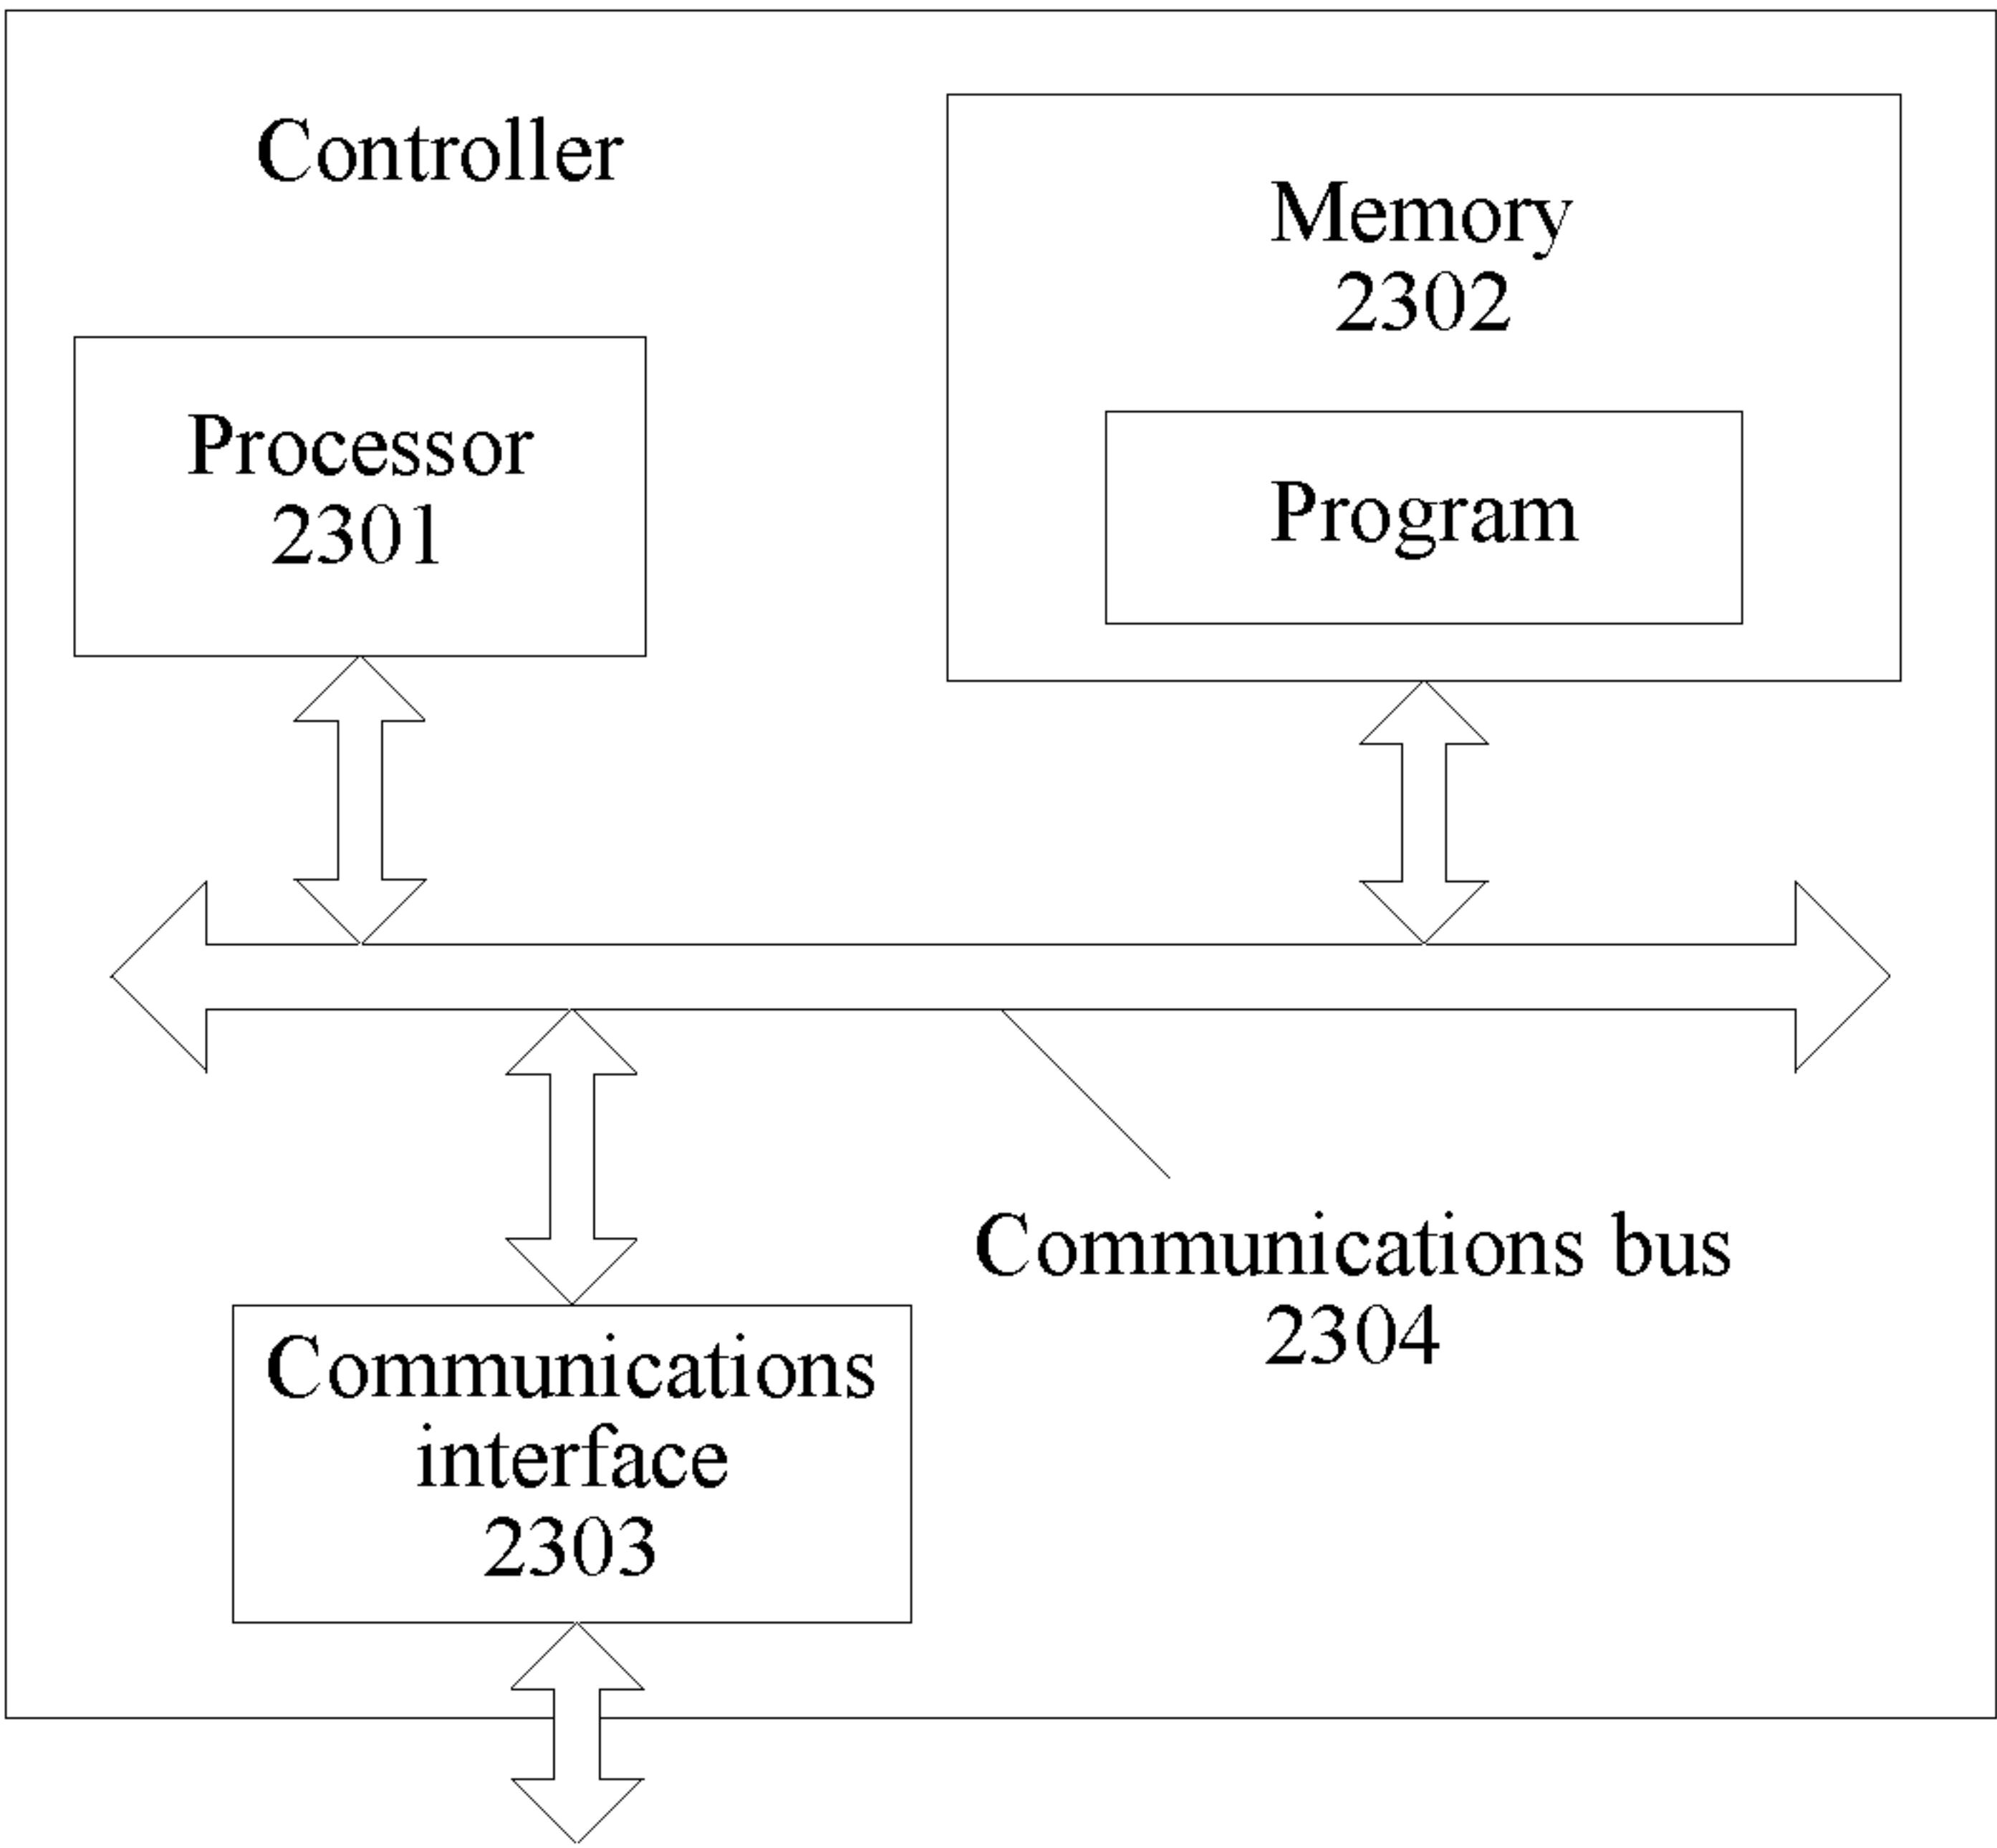 Controller
Memory
2302
Processor
2301
Program
Communications bus
2304
Communications
interface
2303